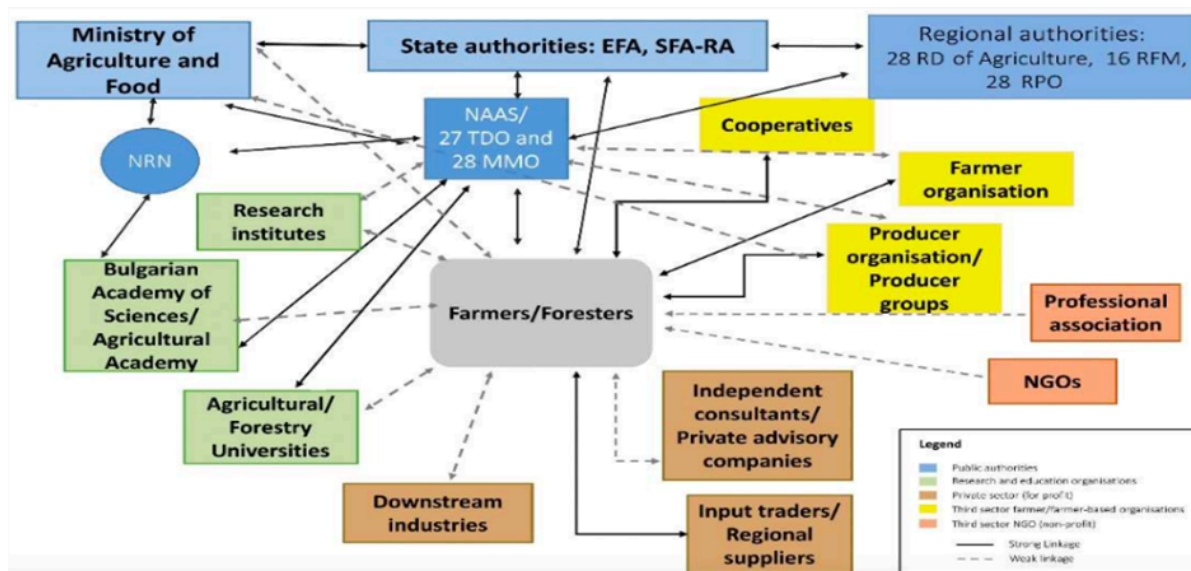 Ministry of
Agriculture and
Food
State authorities: EFA, SFA-RA
Regional authorities:
28 RD of Agriculture, 16 RFM,
28 RPO
NRN
NAAS/
27 TDO and
28 MMO
Cooperatives
Farmer
organisation
Research
institutes
Producer
organisation/
Producer
groups
Bulgarian
Academy of
Sciences/
Agricultural
Academy
Farmers/Foresters
Professional
association
NGOs
Agricultural/
Forestry
Universities
Independent
consultants/
Private advisory
companies
Downstream
industries
Input traders/
Regional
suppliers
Legend
Public authorities
Research and education organisations
Private sector (for profit)
Third sector farmer/farmer-based organisations
Third sector NGO (non-profit)
Strong Linkage
Weak linkage